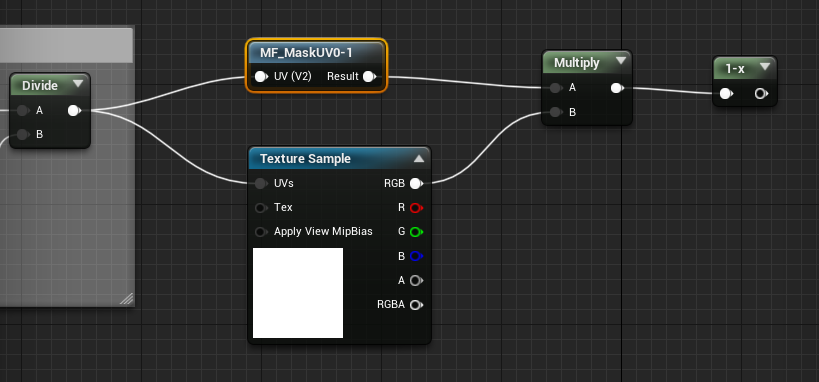 Divide
A
B
MF_MaskUV0-1
UV (V2) Result
Texture Sample
UVs RGB
Tex R
Apply View MipBias G
B
A
RGBA
Multiply
A
B
1-x